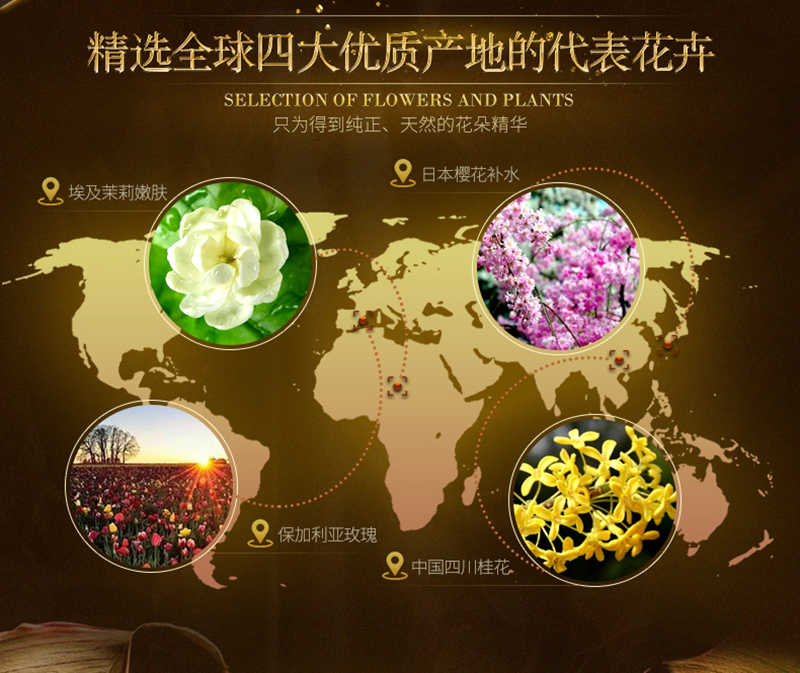 精选全球四大优质产地的代表花卉
SELECTION OF FLOWERS AND PLANTS
只为得到纯正、天然的花朵精华
日本樱花补水
埃及茉莉嫩肤
保加利亚玫瑰
中国四川桂花